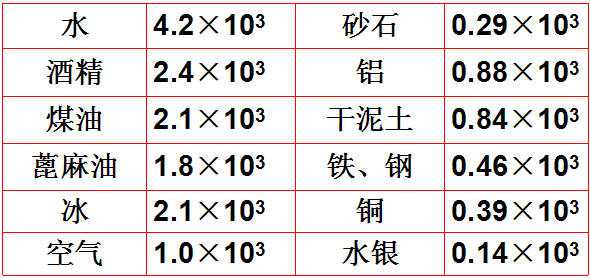 水 4.2×10³ 砂石 0.29×10³
酒精 2.4×10³ 铝 0.88×10³
煤油 2.1×10³ 干泥土 0.84×10³
蓖麻油 1.8×10³ 铁、钢 0.46×10³
冰 2.1×10³ 铜 0.39×10³
空气 1.0×10³ 水银 0.14×10³